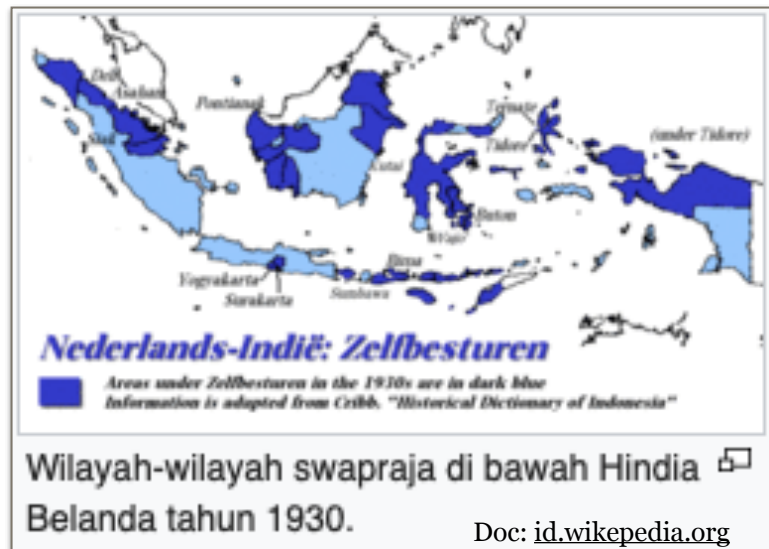 Deli
Asahan
Siak
Pontianak
Kutai
Ternate
Tidore
(under Tidore)
Buton
Wajo
Bima
Yogyakarta
Surakarta
Sumbawa
Nederlands-Indië: Zelfbesturen
Areas under Zelfbesturen in the 1930s are in dark blue
Information is adapted from Cribb. "Historical Dictionary of Indonesia"
Wilayah-wilayah swapraja di bawah Hindia
Belanda tahun 1930.
Doc: id.wikepedia.org